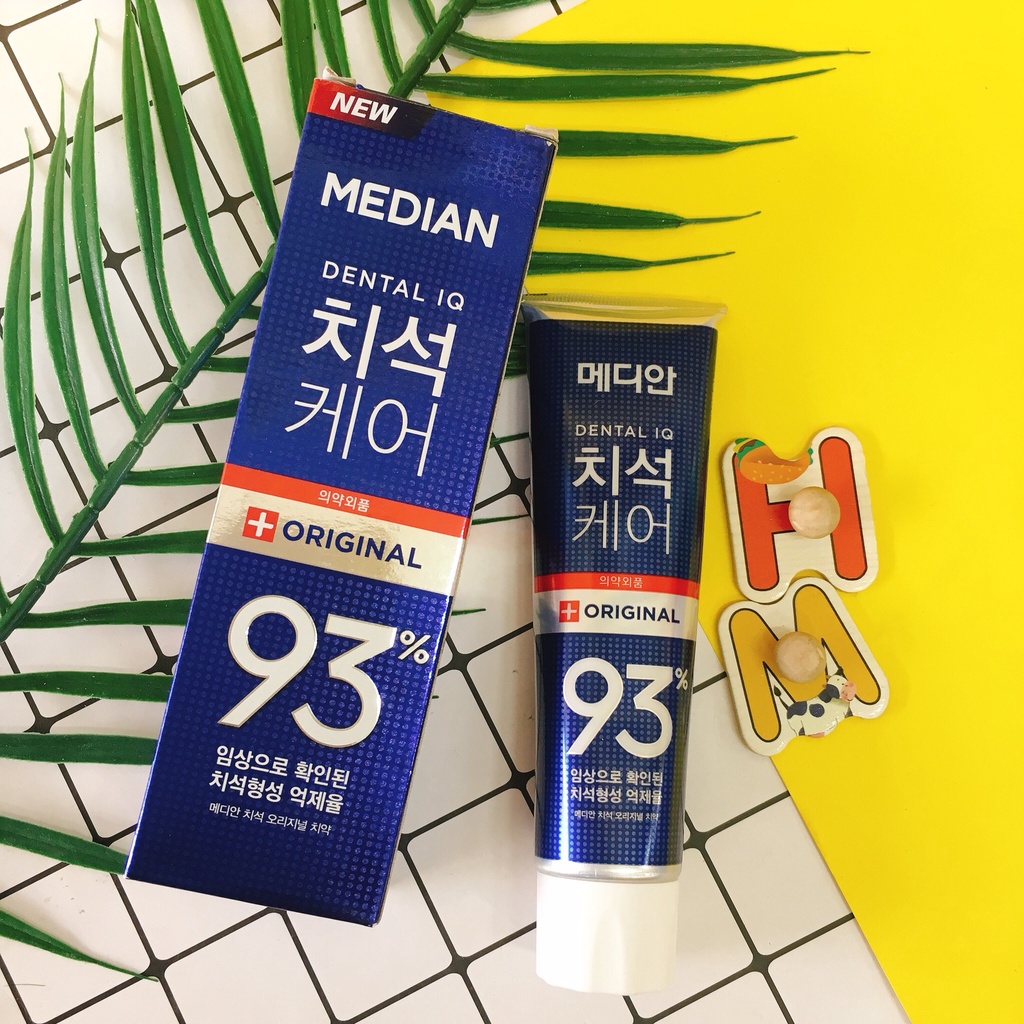 NEW
MEDIAN
DENTAL IQ
치석
케어
의약외품
ORIGINAL
93%
임상으로 확인된
치석형성 억제율
메디안 치석 오리지널 치약
메디안
DENTAL IQ
치석
케어
의약외품
ORIGINAL
93%
임상으로 확인된
치석형성 억제율
메디안 치석 오리지널 치약
H
M